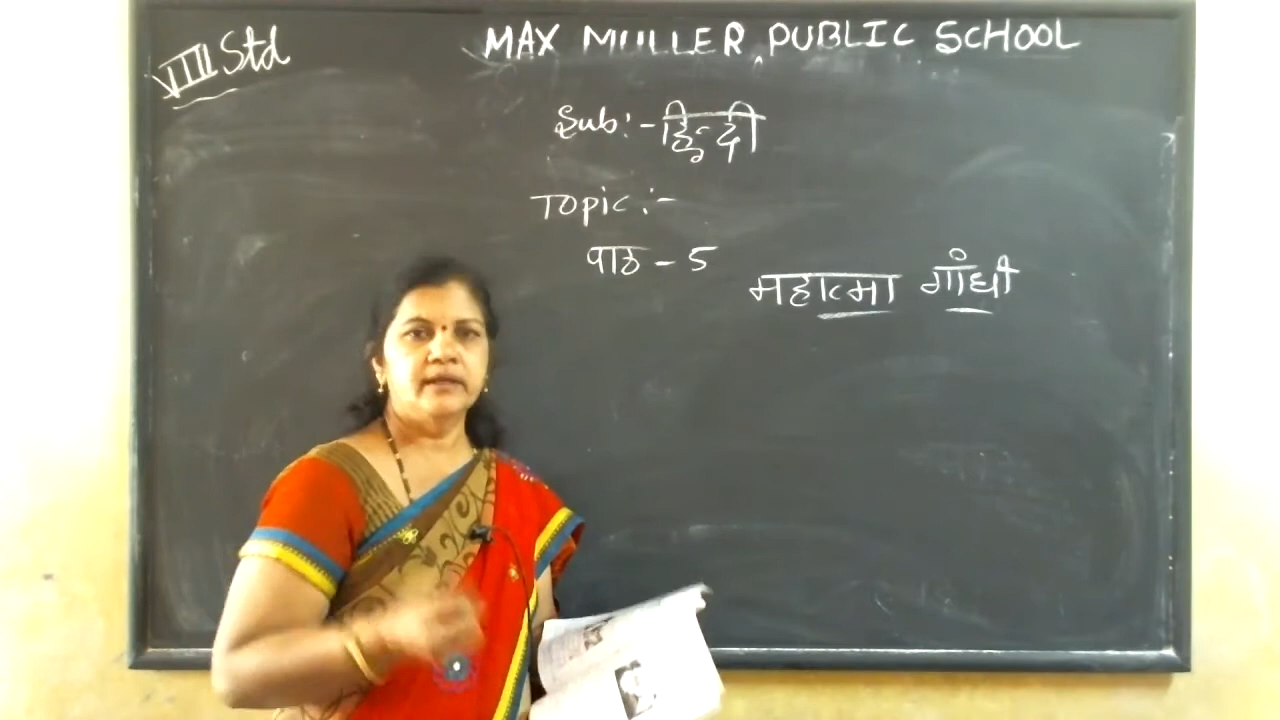 VIII Std
MAX MULLER PUBLIC SCHOOL
Sub:- हिन्दी
Topic:-
पाठ - 5
महात्मा गांधी